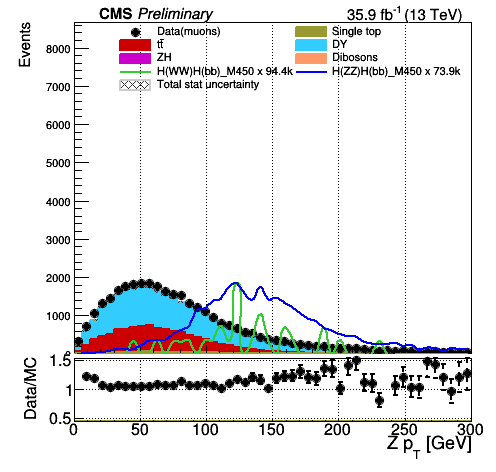 CMS Preliminary
35.9 fb⁻¹ (13 TeV)
Events
Data(muons)
Single top
tt̄
DY
ZH
Dibosons
H(WW)H(bb)_M450 x 94.4k
H(ZZ)H(bb)_M450 x 73.9k
Total stat uncertainty
8000
7000
6000
5000
4000
3000
2000
1000
Data/MC
1.5
1
0.5
0 50 100 150 200 250 300
Z p_T [GeV]